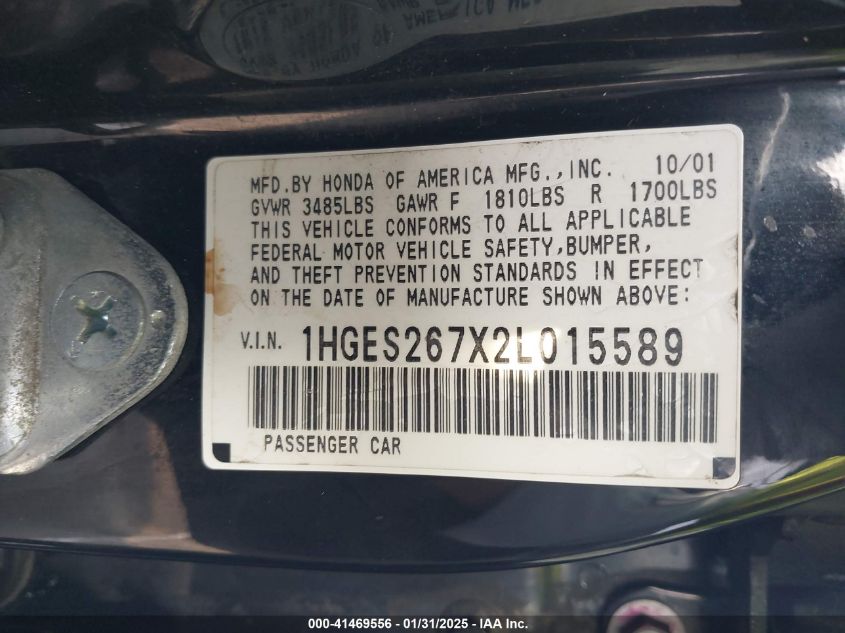 MFD.BY HONDA OF AMERICA MFG.,INC. 10/01
GVWR 3485LBS GAWR F 1810LBS R 1700LBS
THIS VEHICLE CONFORMS TO ALL APPLICABLE
FEDERAL MOTOR VEHICLE SAFETY,BUMPER,
AND THEFT PREVENTION STANDARDS IN EFFECT
ON THE DATE OF MANUFACTURE SHOWN ABOVE:
V.I.N. 1HGES267X2L015589
PASSENGER CAR
000-41469556 - 01/31/2025 - IAA Inc.